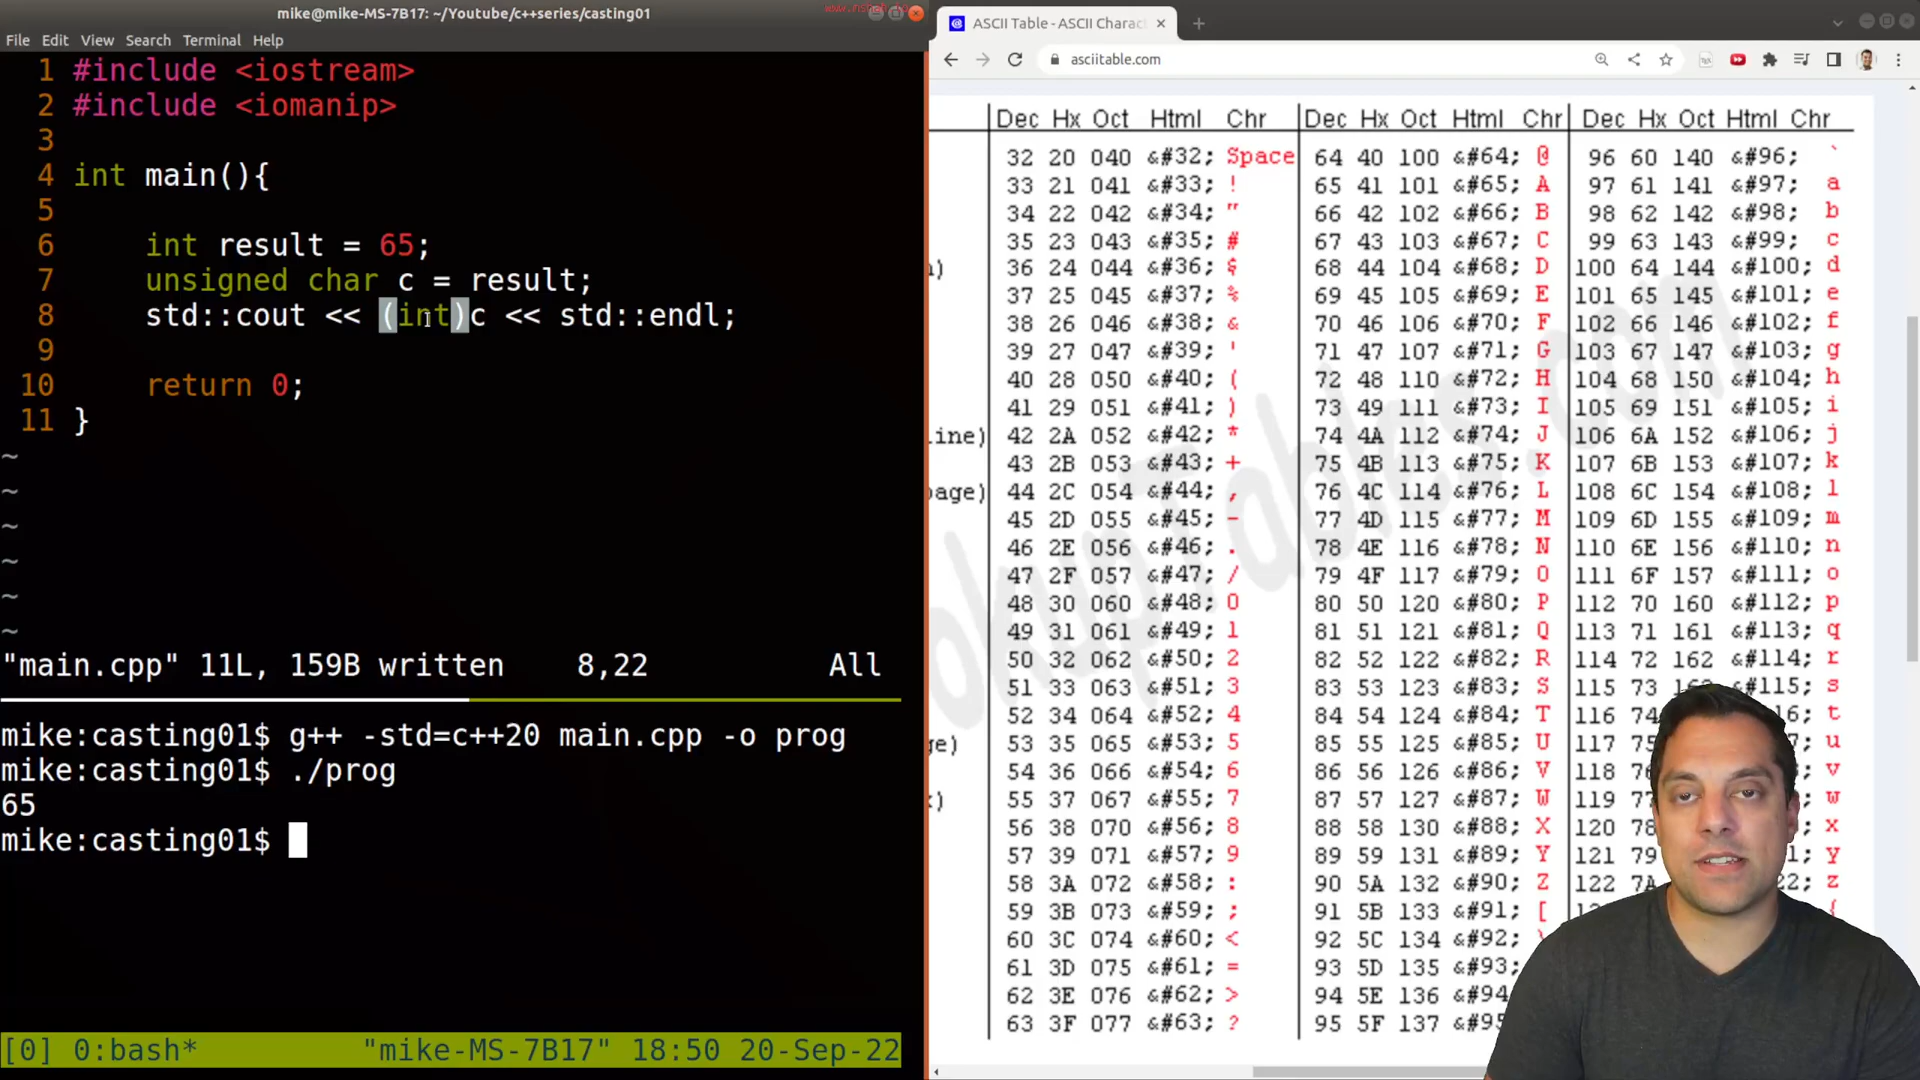 mike@mike-MS-7B17: ~/Youtube/c++series/casting01
File Edit View Search Terminal Help
1 #include <iostream>
2 #include <iomanip>
3
4 int main(){
5
6 int result = 65;
7 unsigned char c = result;
8 std::cout << (int)c << std::endl;
9
10 return 0;
11 }
~
~
~
~
~
~
"main.cpp" 11L, 159B written 8,22 All
mike:casting01$ g++ -std=c++20 main.cpp -o prog
mike:casting01$ ./prog
65
mike:casting01$
[0] 0:bash* "mike-MS-7B17" 18:50 20-Sep-22
ASCII Table - ASCII Charac
asciitable.com
Dec Hx Oct Html Chr Dec Hx Oct Html Chr Dec Hx Oct Html Chr
32 20 040 &#32; Space 64 40 100 &#64; @ 96 60 140 &#96; `
33 21 041 &#33; ! 65 41 101 &#65; A 97 61 141 &#97; a
34 22 042 &#34; " 66 42 102 &#66; B 98 62 142 &#98; b
35 23 043 &#35; # 67 43 103 &#67; C 99 63 143 &#99; c
36 24 044 &#36; $ 68 44 104 &#68; D 100 64 144 &#100; d
37 25 045 &#37; % 69 45 105 &#69; E 101 65 145 &#101; e
38 26 046 &#38; & 70 46 106 &#70; F 102 66 146 &#102; f
39 27 047 &#39; ' 71 47 107 &#71; G 103 67 147 &#103; g
40 28 050 &#40; ( 72 48 110 &#72; H 104 68 150 &#104; h
41 29 051 &#41; ) 73 49 111 &#73; I 105 69 151 &#105; i
line) 42 2A 052 &#42; * 74 4A 112 &#74; J 106 6A 152 &#106; j
43 2B 053 &#43; + 75 4B 113 &#75; K 107 6B 153 &#107; k
page) 44 2C 054 &#44; , 76 4C 114 &#76; L 108 6C 154 &#108; l
45 2D 055 &#45; - 77 4D 115 &#77; M 109 6D 155 &#109; m
46 2E 056 &#46; . 78 4E 116 &#78; N 110 6E 156 &#110; n
47 2F 057 &#47; / 79 4F 117 &#79; O 111 6F 157 &#111; o
48 30 060 &#48; 0 80 50 120 &#80; P 112 70 160 &#112; p
49 31 061 &#49; 1 81 51 121 &#81; Q 113 71 161 &#113; q
50 32 062 &#50; 2 82 52 122 &#82; R 114 72 162 &#114; r
51 33 063 &#51; 3 83 53 123 &#83; S 115 73 163 &#115; s
52 34 064 &#52; 4 84 54 124 &#84; T 116 74 t
53 35 065 &#53; 5 85 55 125 &#85; U 117 75 u
54 36 066 &#54; 6 86 56 126 &#86; V 118 v
55 37 067 &#55; 7 87 57 127 &#87; W 119 w
56 38 070 &#56; 8 88 58 130 &#88; X 120 x
57 39 071 &#57; 9 89 59 131 &#89; Y 121 y
58 3A 072 &#58; : 90 5A 132 &#90; Z 122 7A z
59 3B 073 &#59; ; 91 5B 133 &#91; [ {
60 3C 074 &#60; < 92 5C 134 &#92;
61 3D 075 &#61; = 93 5D 135 &#93;
62 3E 076 &#62; > 94 5E 136 &#94
63 3F 077 &#63; ? 95 5F 137 &#95